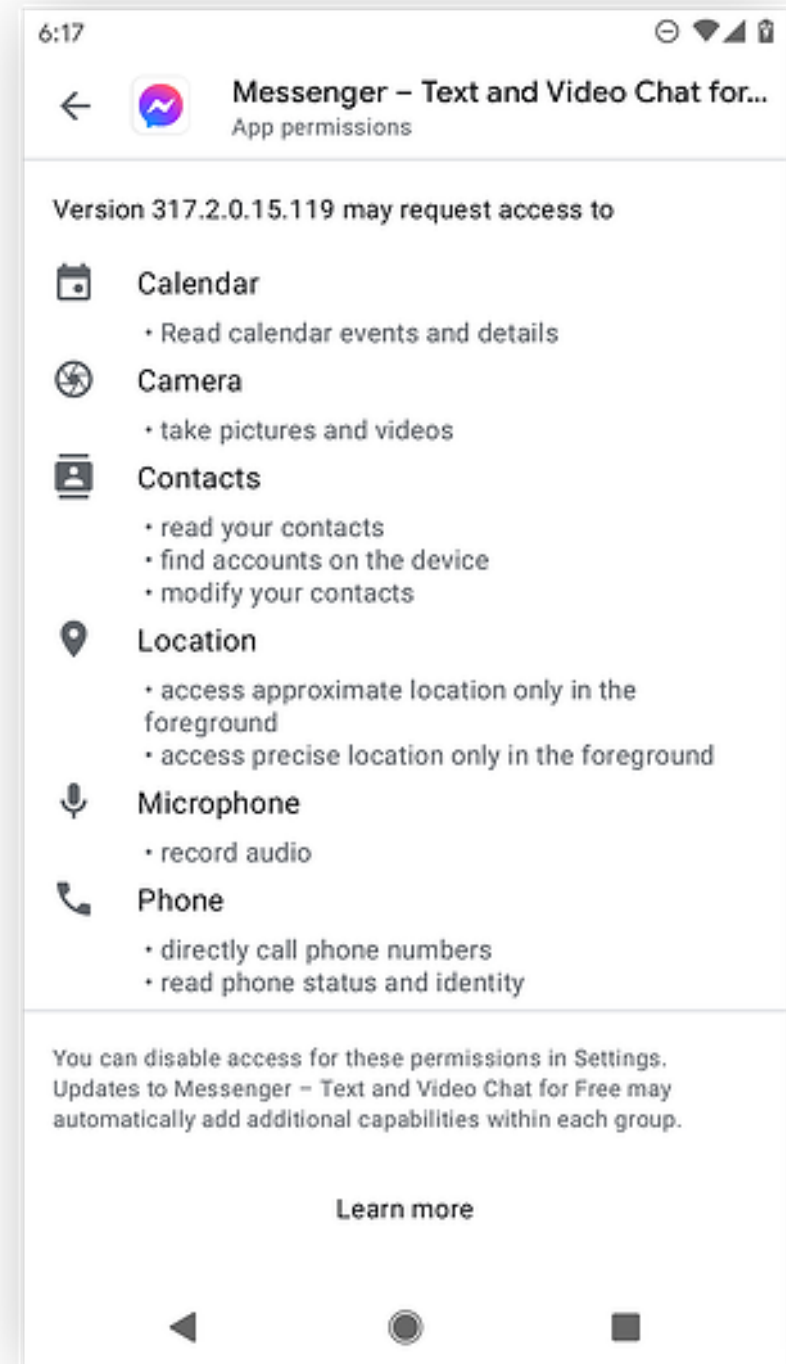 6:17
Messenger – Text and Video Chat for...
App permissions
Version 317.2.0.15.119 may request access to
Calendar
• Read calendar events and details
Camera
• take pictures and videos
Contacts
• read your contacts
• find accounts on the device
• modify your contacts
Location
• access approximate location only in the
foreground
• access precise location only in the foreground
Microphone
• record audio
Phone
• directly call phone numbers
• read phone status and identity
You can disable access for these permissions in Settings.
Updates to Messenger – Text and Video Chat for Free may
automatically add additional capabilities within each group.
Learn more